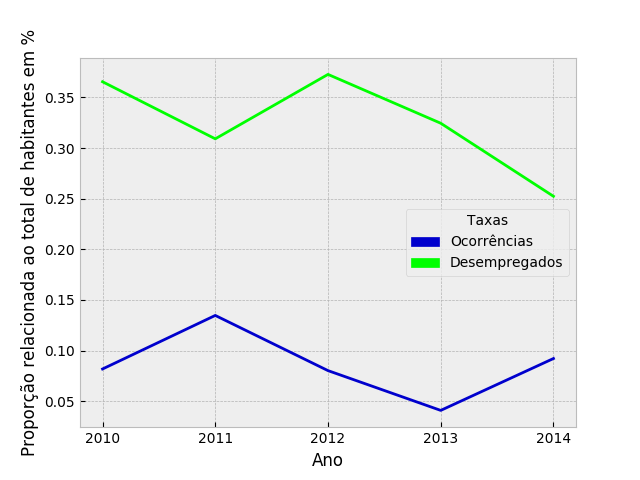 Proporção relacionada ao total de habitantes em %
0.35
0.30
0.25
0.20
0.15
0.10
0.05
Taxas
Ocorrências
Desempregados
2010 2011 2012 2013 2014
Ano